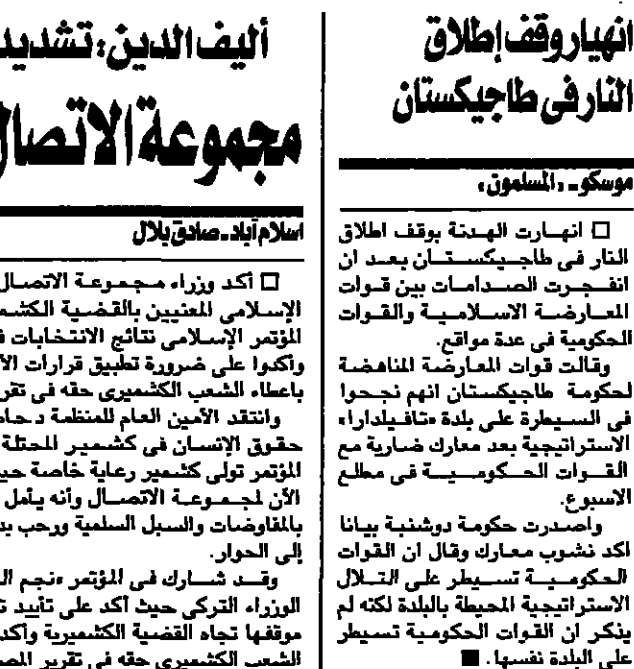 انهيار وقف إطلاق
النار فى طاجيكستان
موسكو - «المسلمون»
□ انهارت الهدنة بوقف اطلاق
النار فى طاجيكستان بعد ان
انفجرت الصدامات بين قوات
المعارضة الاسلامية والقوات
الحكومية فى عدة مواقع.
وقالت قوات المعارضة المناهضة
لحكومة طاجيكستان انهم نجحوا
فى السيطرة على بلدة «تافيلدارا»
الاستراتيجية بعد معارك ضارية مع
القوات الحكومية فى مطلع
الاسبوع.
واصدرت حكومة دوشنبة بيانا
اكد نشوب معارك وقال ان القوات
الحكومية تسيطر على التلال
الاستراتيجية المحيطة بالبلدة لكنه لم
يذكر ان القوات الحكومية تسيطر
على البلدة نفسها. ■
أليف الدين: تشديد
مجموعة الاتصال
اسلام آباد - صادق بلال
□ أكد وزراء مجموعة الاتصال
الإسلامى المعنيين بالقضية الكشم
المؤتمر الإسلامى نتائج الانتخابات ف
وأكدوا على ضرورة تطبيق قرارات الأ
باعطاء الشعب الكشميرى حقه فى تقر
وانتقد الأمين العام للمنظمة د.حام
حقوق الإنسان فى كشمير المحتلة
المؤتمر تولى كشمير رعاية خاصة حي
الآن لمجموعة الاتصال وأنه يأمل
بالمفاوضات والسبل السلمية ورحب بد
إلى الحوار.
وقد شارك فى المؤتمر «نجم ال
الوزراء التركى حيث أكد على تأييد ت
موقفها تجاه القضية الكشميرية وأكد
الشعب الكشميرى حقه فى تقرير المص